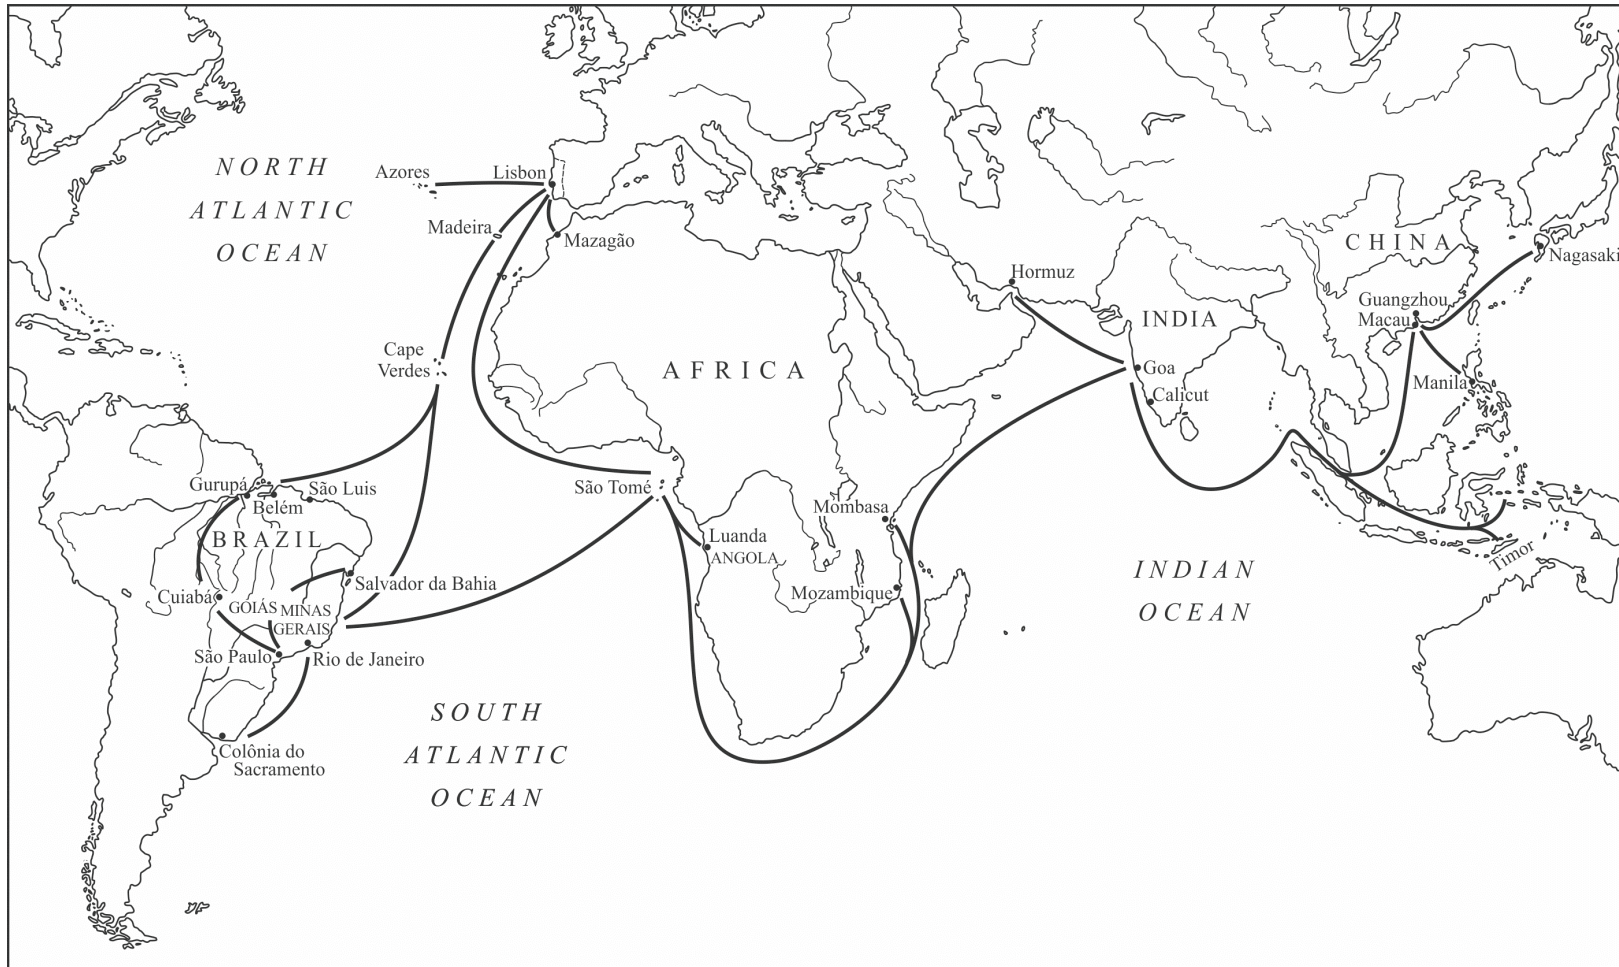 NORTH
ATLANTIC
OCEAN
Azores
Lisbon
Madeira
Mazagão
Cape
Verdes
AFRICA
Hormuz
INDIA
Goa
Calicut
CHINA
Nagasaki
Guangzhou
Macau
Manila
Gurupá
Belém
São Luis
BRAZIL
Salvador da Bahia
Cuiabá
GOIÁS
MINAS
GERAIS
São Paulo
Rio de Janeiro
Colônia do
Sacramento
São Tomé
Luanda
ANGOLA
Mombasa
Mozambique
Timor
INDIAN
OCEAN
SOUTH
ATLANTIC
OCEAN